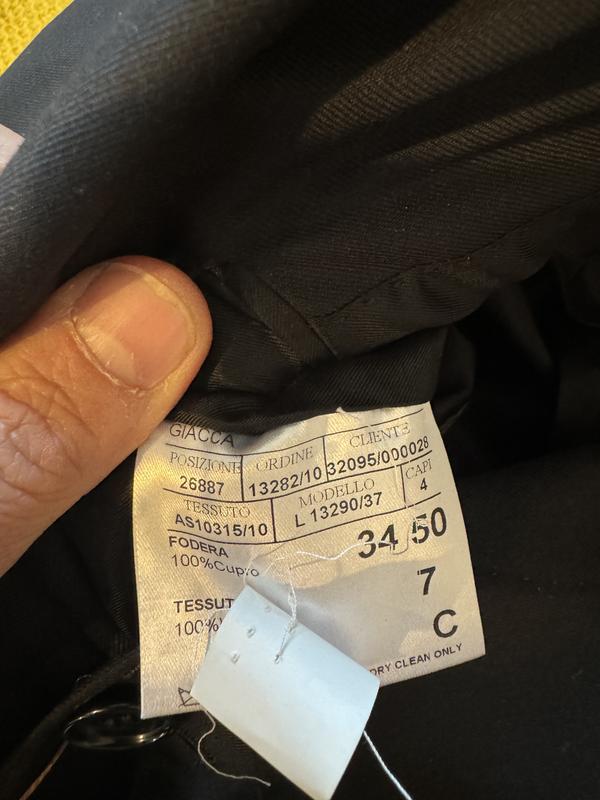 GIACCA
POSIZIONE ORDINE CLIENTE
26887 13282/10 32095/000028
TESSUTO MODELLO CAPI
AS10315/10 L 13290/37 4
FODERA 34 50
100%Cupro
7
TESSUT
100%
C
DRY CLEAN ONLY